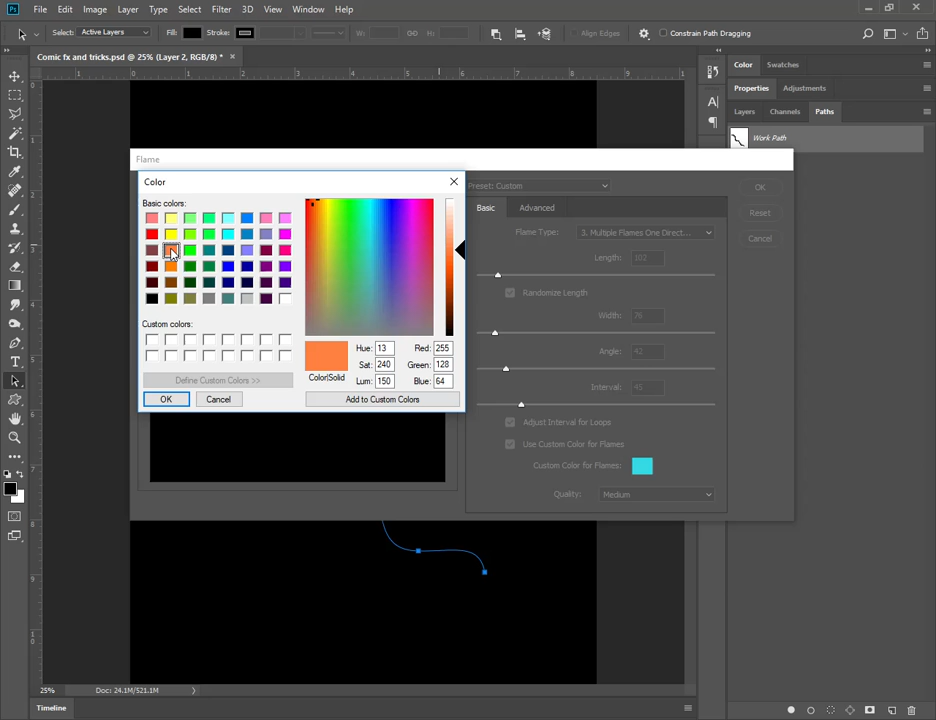 Ps File Edit Image Layer Type Select Filter 3D View Window Help
Select: Active Layers Fill: Stroke: W: H: Align Edges Constrain Path Dragging
Comic fx and tricks.psd @ 25% (Layer 2, RGB/8) * ×
Color Swatches
Properties Adjustments
Layers Channels Paths
Work Path
Flame
Color
Basic colors:
Custom colors:
Define Custom Colors >>
OK Cancel
Color|Solid
Hue: 13 Red: 255
Sat: 240 Green: 128
Lum: 150 Blue: 64
Add to Custom Colors
Preset: Custom
Basic Advanced
Flame Type: 3. Multiple Flames One Direct...
Length: 102
Randomize Length
Width: 76
Angle: 42
Interval: 45
Adjust Interval for Loops
Use Custom Color for Flames
Custom Color for Flames:
Quality: Medium
OK
Reset
Cancel
25% Doc: 24.1M/521.1M
Timeline